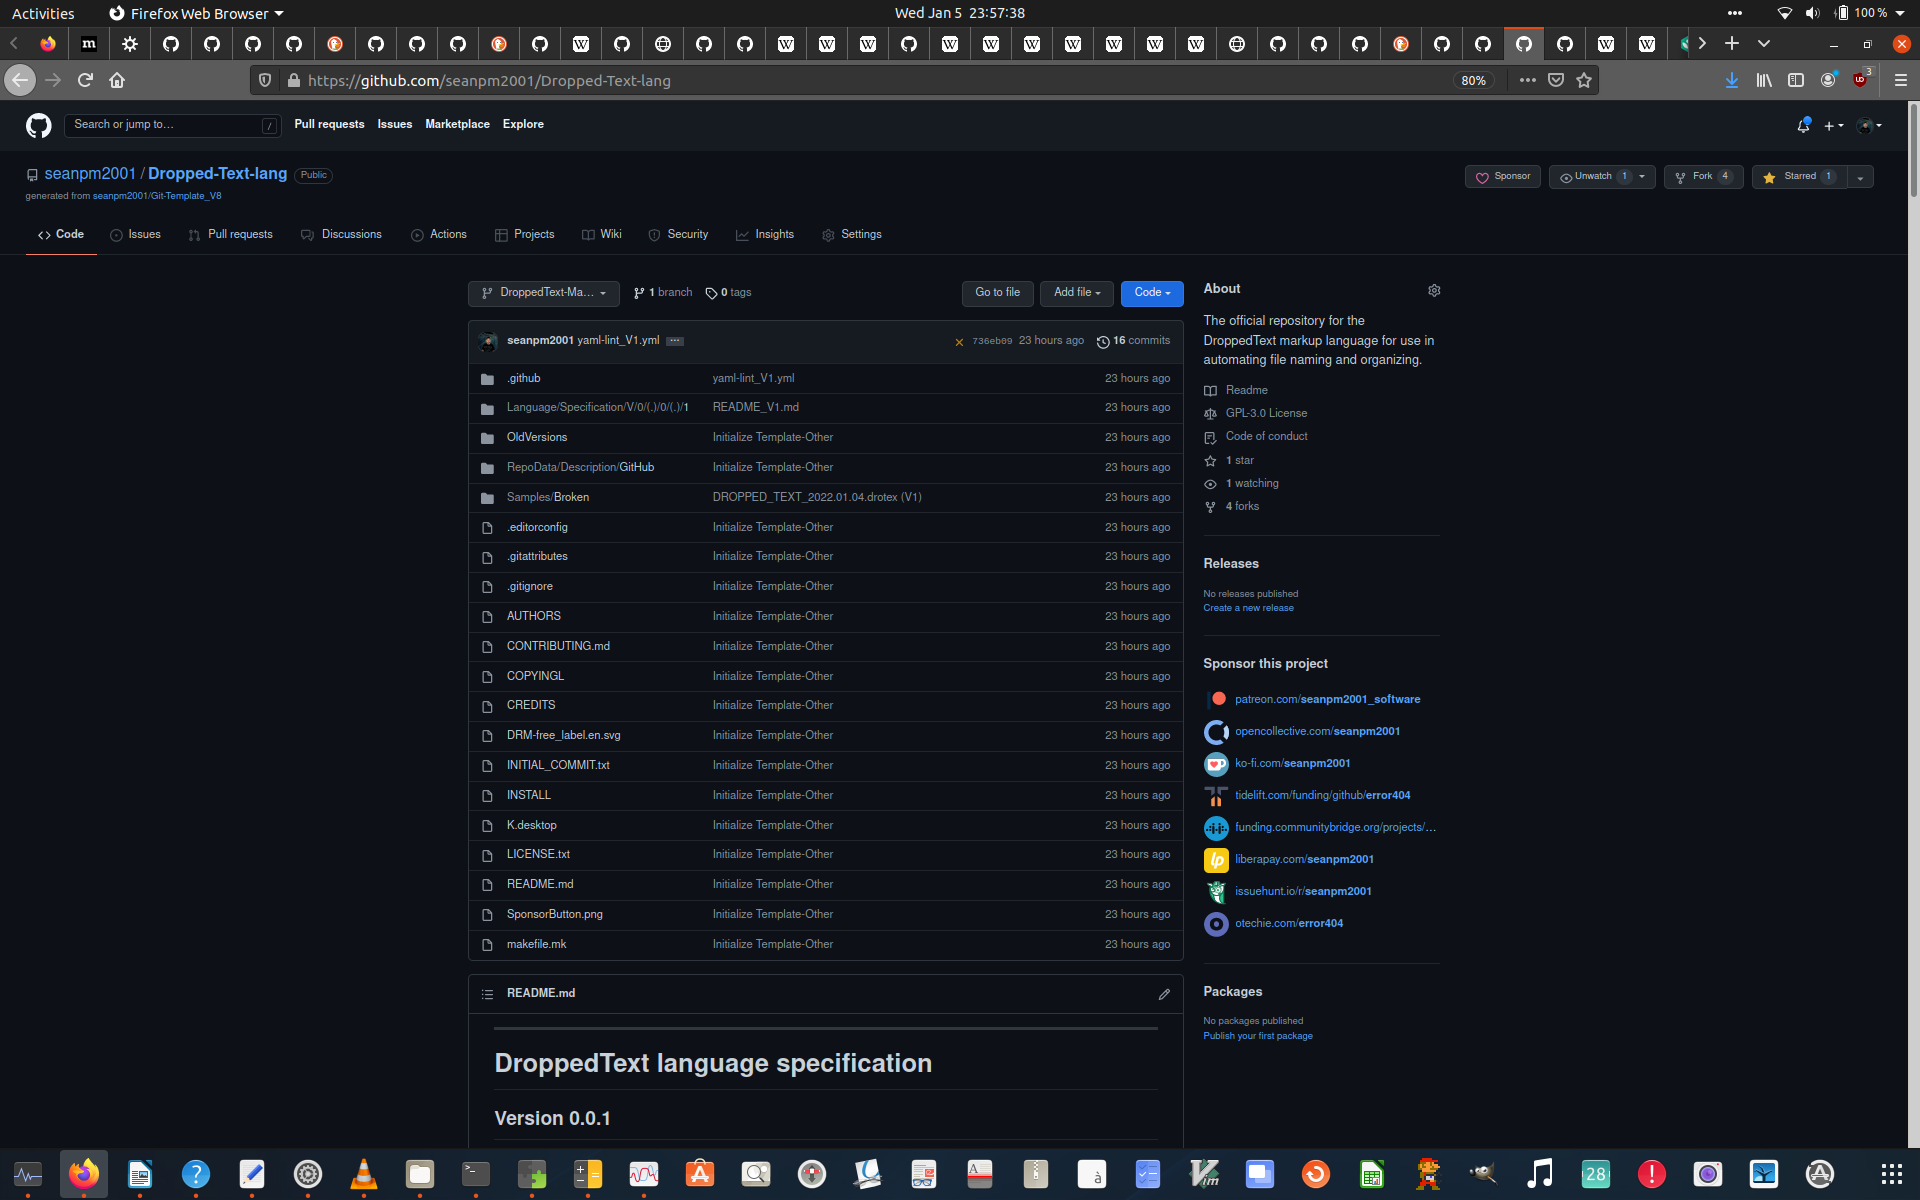 Activities Firefox Web Browser Wed Jan 5 23:57:38 100 %
https://github.com/seanpm2001/Dropped-Text-lang 80% 3
Search or jump to... / Pull requests Issues Marketplace Explore
seanpm2001 / Dropped-Text-lang Public Sponsor Unwatch 1 Fork 4 Starred 1
generated from seanpm2001/Git-Template_V8
Code Issues Pull requests Discussions Actions Projects Wiki Security Insights Settings
DroppedText-Ma... 1 branch 0 tags Go to file Add file Code
seanpm2001 yaml-lint_V1.yml 736eb09 23 hours ago 16 commits
.github yaml-lint_V1.yml 23 hours ago
Language/Specification/V/0/(.)/0/(.)/1 README_V1.md 23 hours ago
OldVersions Initialize Template-Other 23 hours ago
RepoData/Description/GitHub Initialize Template-Other 23 hours ago
Samples/Broken DROPPED_TEXT_2022.01.04.drotex (V1) 23 hours ago
.editorconfig Initialize Template-Other 23 hours ago
.gitattributes Initialize Template-Other 23 hours ago
.gitignore Initialize Template-Other 23 hours ago
AUTHORS Initialize Template-Other 23 hours ago
CONTRIBUTING.md Initialize Template-Other 23 hours ago
COPYINGL Initialize Template-Other 23 hours ago
CREDITS Initialize Template-Other 23 hours ago
DRM-free_label.en.svg Initialize Template-Other 23 hours ago
INITIAL_COMMIT.txt Initialize Template-Other 23 hours ago
INSTALL Initialize Template-Other 23 hours ago
K.desktop Initialize Template-Other 23 hours ago
LICENSE.txt Initialize Template-Other 23 hours ago
README.md Initialize Template-Other 23 hours ago
SponsorButton.png Initialize Template-Other 23 hours ago
makefile.mk Initialize Template-Other 23 hours ago
README.md
DroppedText language specification
Version 0.0.1
About
The official repository for the
DroppedText markup language for use in
automating file naming and organizing.
Readme
GPL-3.0 License
Code of conduct
1 star
1 watching
4 forks
Releases
No releases published
Create a new release
Sponsor this project
patreon.com/seanpm2001_software
opencollective.com/seanpm2001
ko-fi.com/seanpm2001
tidelift.com/funding/github/error404
funding.communitybridge.org/projects/...
liberapay.com/seanpm2001
issuehunt.io/r/seanpm2001
otechie.com/error404
Packages
No packages published
Publish your first package
28